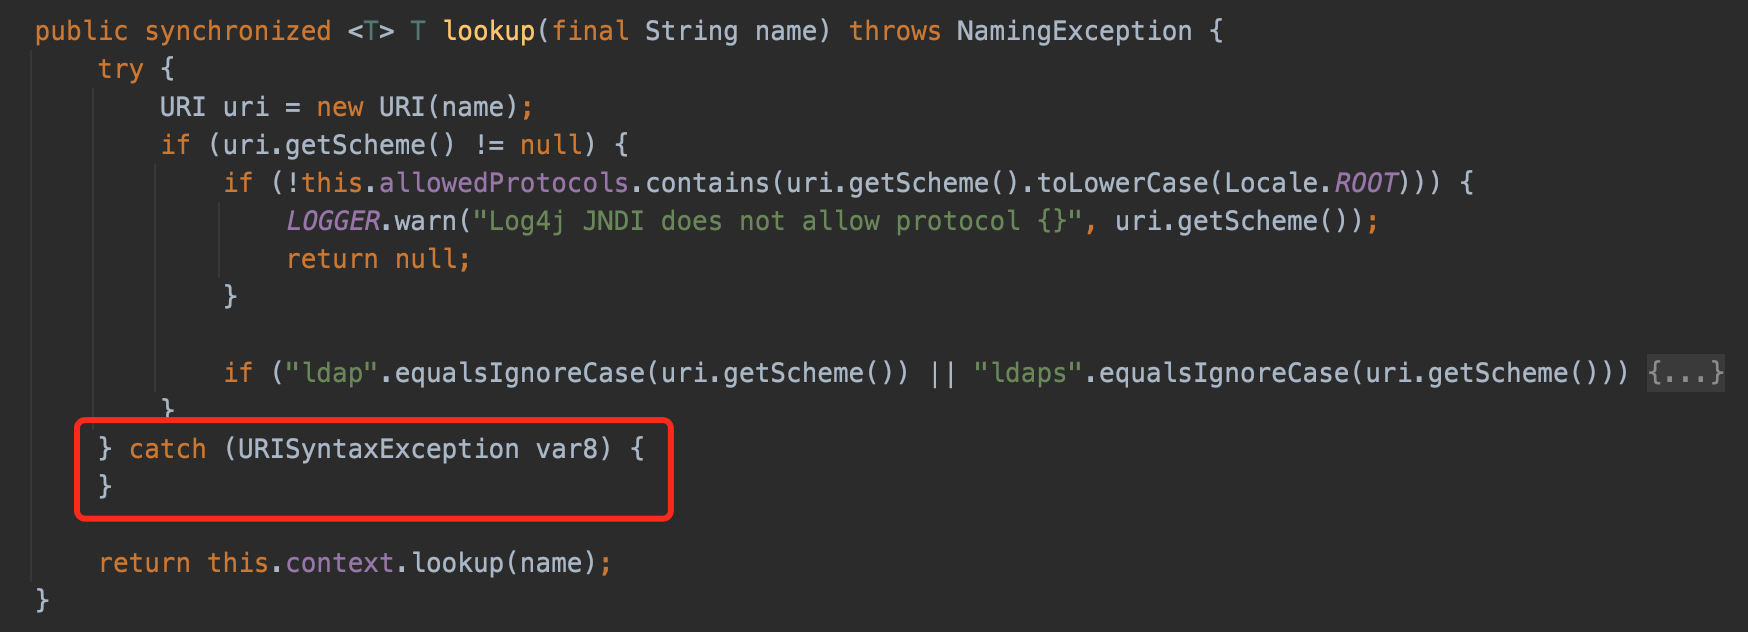 public synchronized <T> T lookup(final String name) throws NamingException {
try {
URI uri = new URI(name);
if (uri.getScheme() != null) {
if (!this.allowedProtocols.contains(uri.getScheme().toLowerCase(Locale.ROOT))) {
LOGGER.warn("Log4j JNDI does not allow protocol {}", uri.getScheme());
return null;
}
if ("ldap".equalsIgnoreCase(uri.getScheme()) || "ldaps".equalsIgnoreCase(uri.getScheme())) {...}
}
} catch (URISyntaxException var8) {
}
return this.context.lookup(name);
}